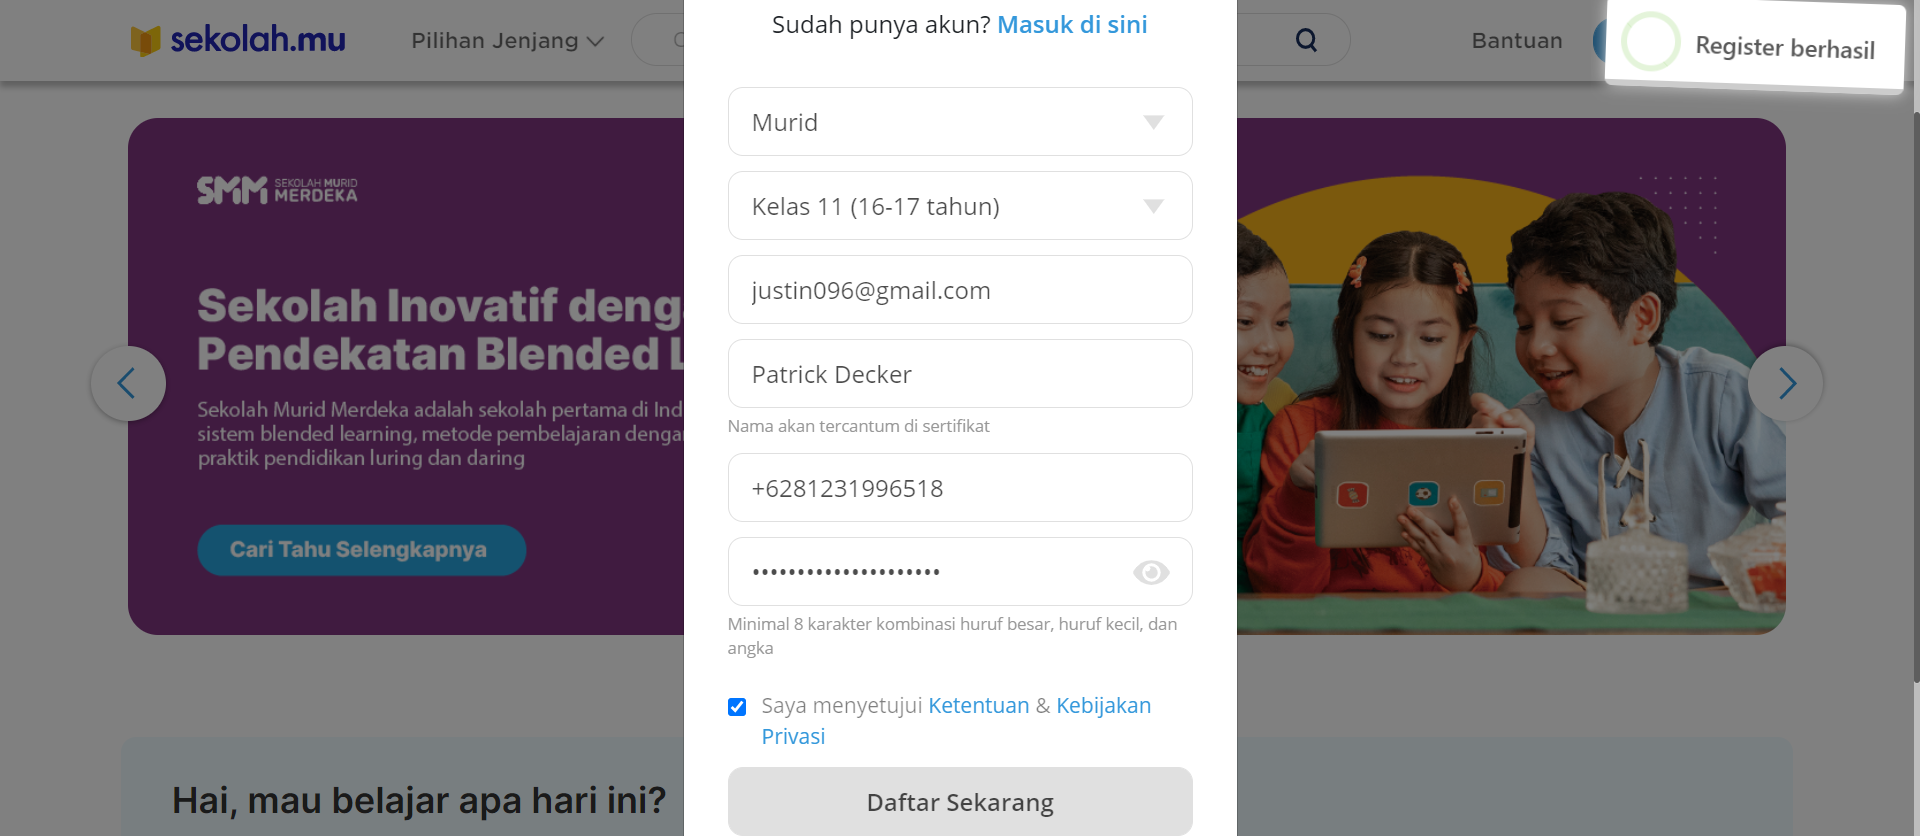 Sudah punya akun? Masuk di sini
sekolah.mu
Pilihan Jenjang
Bantuan
Register berhasil
Murid
Kelas 11 (16-17 tahun)
justin096@gmail.com
Patrick Decker
Nama akan tercantum di sertifikat
+6281231996518
Minimal 8 karakter kombinasi huruf besar, huruf kecil, dan
angka
Saya menyetujui Ketentuan & Kebijakan
Privasi
Daftar Sekarang
SMM SEKOLAH MURID
MERDEKA
Sekolah Inovatif deng
Pendekatan Blended L
Sekolah Murid Merdeka adalah sekolah pertama di Ind
sistem blended learning, metode pembelajaran denga
praktik pendidikan luring dan daring
Cari Tahu Selengkapnya
Hai, mau belajar apa hari ini?